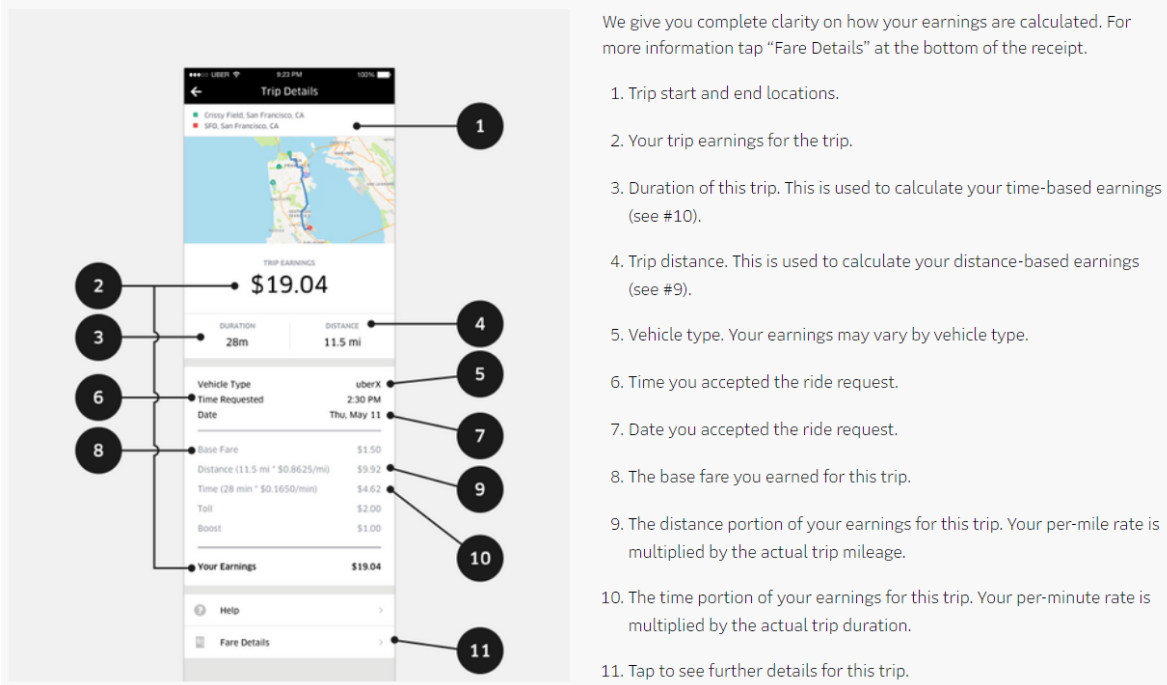 UBER
9:23 PM
100%
Trip Details
Crissy Field, San Francisco, CA
SFO, San Francisco, CA
1
TRIP EARNINGS
$19.04
2
DURATION
28m
3
DISTANCE
11.5 mi
4
Vehicle Type uberX
5
Time Requested 2:30 PM
6
Date Thu, May 11
7
Base Fare $1.50
8
Distance (11.5 mi * $0.8625/mi) $9.92
9
Time (28 min * $0.1650/min) $4.62
10
Toll $2.00
Boost $1.00
Your Earnings $19.04
Help
Fare Details
11
We give you complete clarity on how your earnings are calculated. For
more information tap “Fare Details” at the bottom of the receipt.
1. Trip start and end locations.
2. Your trip earnings for the trip.
3. Duration of this trip. This is used to calculate your time-based earnings
(see #10).
4. Trip distance. This is used to calculate your distance-based earnings
(see #9).
5. Vehicle type. Your earnings may vary by vehicle type.
6. Time you accepted the ride request.
7. Date you accepted the ride request.
8. The base fare you earned for this trip.
9. The distance portion of your earnings for this trip. Your per-mile rate is
multiplied by the actual trip mileage.
10. The time portion of your earnings for this trip. Your per-minute rate is
multiplied by the actual trip duration.
11. Tap to see further details for this trip.